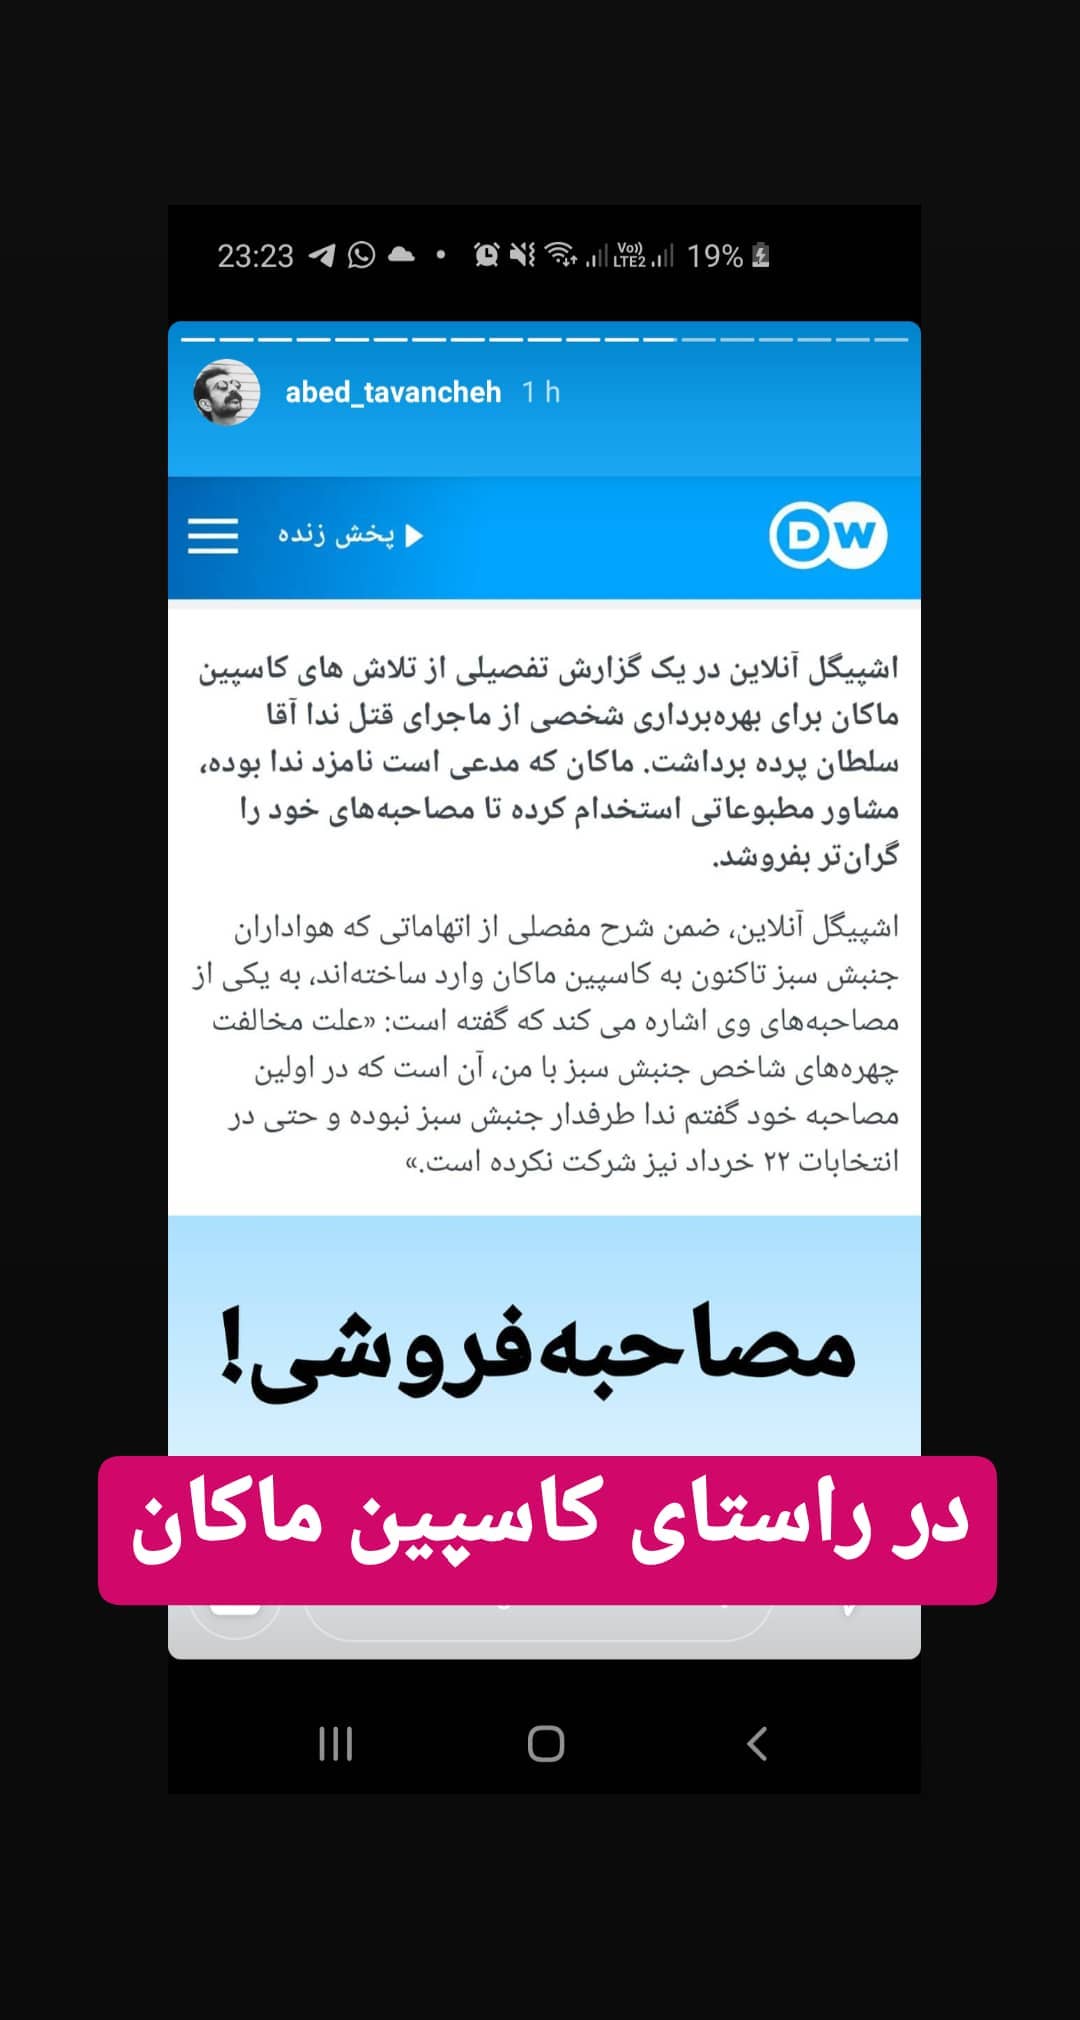 23:23
Vo)) LTE2
19%
abed_tavancheh 1 h
پخش زنده
DW
اشپیگل آنلاین در یک گزارش تفصیلی از تلاش های کاسپین
ماکان برای بهره‌برداری شخصی از ماجرای قتل ندا آقا
سلطان پرده برداشت. ماکان که مدعی است نامزد ندا بوده،
مشاور مطبوعاتی استخدام کرده تا مصاحبه‌های خود را
گران‌تر بفروشد.
اشپیگل آنلاین، ضمن شرح مفصلی از اتهاماتی که هواداران
جنبش سبز تاکنون به کاسپین ماکان وارد ساخته‌اند، به یکی از
مصاحبه‌های وی اشاره می کند که گفته است: «علت مخالفت
چهره‌های شاخص جنبش سبز با من، آن است که در اولین
مصاحبه خود گفتم ندا طرفدار جنبش سبز نبوده و حتی در
انتخابات ۲۲ خرداد نیز شرکت نکرده است.»
مصاحبه‌فروشی!
در راستای کاسپین ماکان